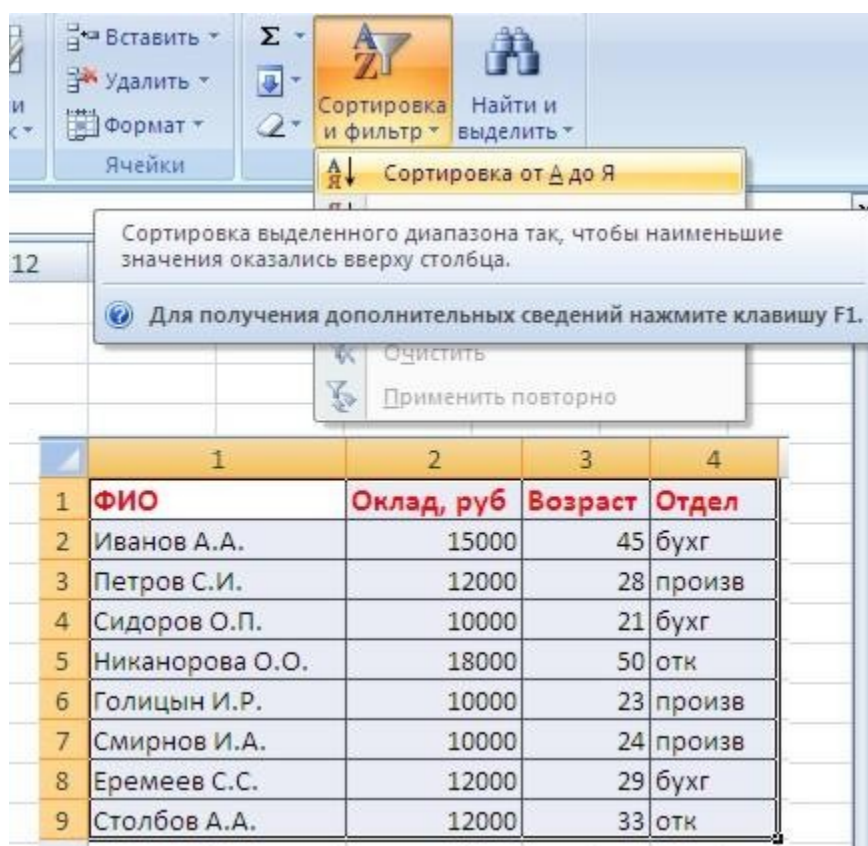 Вставить
Удалить
Формат
Ячейки
Σ
Сортировка
и фильтр
Найти и
выделить
Сортировка от А до Я
Сортировка выделенного диапазона так, чтобы наименьшие
значения оказались вверху столбца.
12
Для получения дополнительных сведений нажмите клавишу F1.
Очистить
Применить повторно
1 2 3 4
1 ФИО Оклад, руб Возраст Отдел
2 Иванов А.А. 15000 45 бухг
3 Петров С.И. 12000 28 произв
4 Сидоров О.П. 10000 21 бухг
5 Никанорова О.О. 18000 50 отк
6 Голицын И.Р. 10000 23 произв
7 Смирнов И.А. 10000 24 произв
8 Еремеев С.С. 12000 29 бухг
9 Столбов А.А. 12000 33 отк